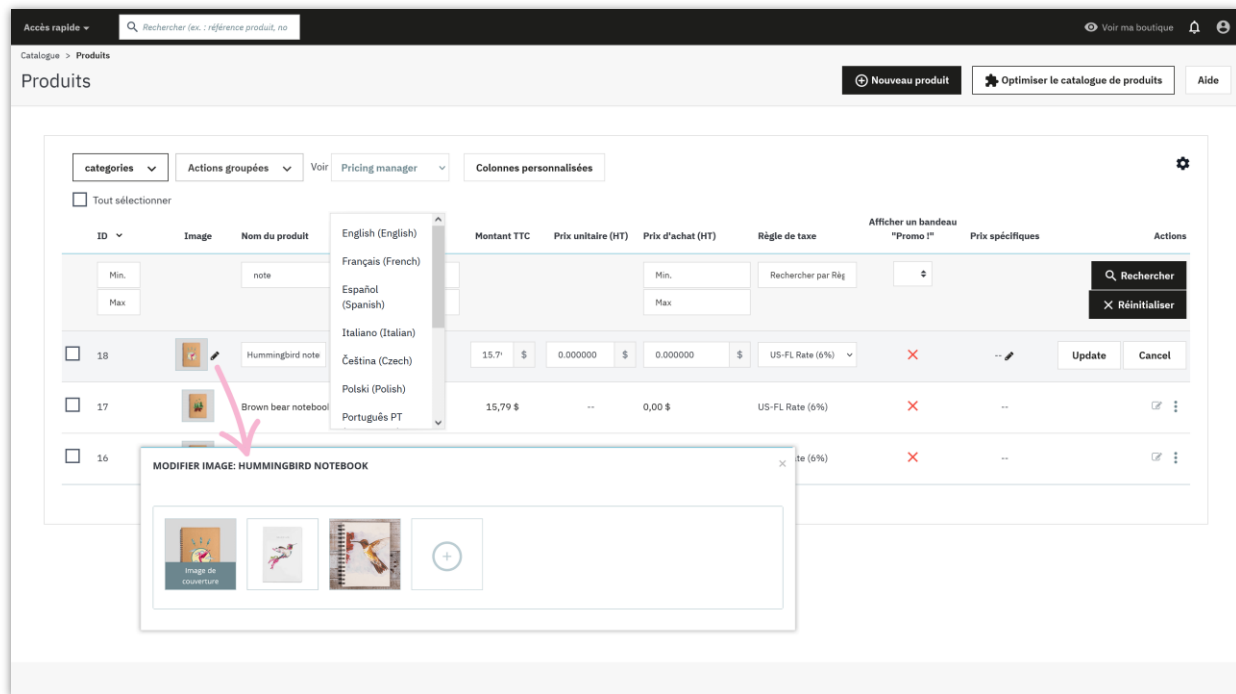 Accès rapide
Rechercher (ex. : référence produit, no
Voir ma boutique
Catalogue > Produits
Produits
Nouveau produit
Optimiser le catalogue de produits
Aide
categories
Actions groupées
Voir
Pricing manager
Colonnes personnalisées
Tout sélectionner
ID
Image
Nom du produit
Montant TTC
Prix unitaire (HT)
Prix d'achat (HT)
Règle de taxe
Afficher un bandeau
"Promo !"
Prix spécifiques
Actions
English (English)
Français (French)
Español
(Spanish)
Italiano (Italian)
Čeština (Czech)
Polski (Polish)
Português PT
Min.
note
Min.
Rechercher par Règ
Rechercher
Max
Max
Réinitialiser
18
Hummingbird note
15.7
$
0.000000
$
0.000000
$
US-FL Rate (6%)
--
Update
Cancel
17
Brown bear notebook
15,79 $
--
0,00 $
US-FL Rate (6%)
--
16
te (6%)
--
MODIFIER IMAGE: HUMMINGBIRD NOTEBOOK
×
Image de
couverture